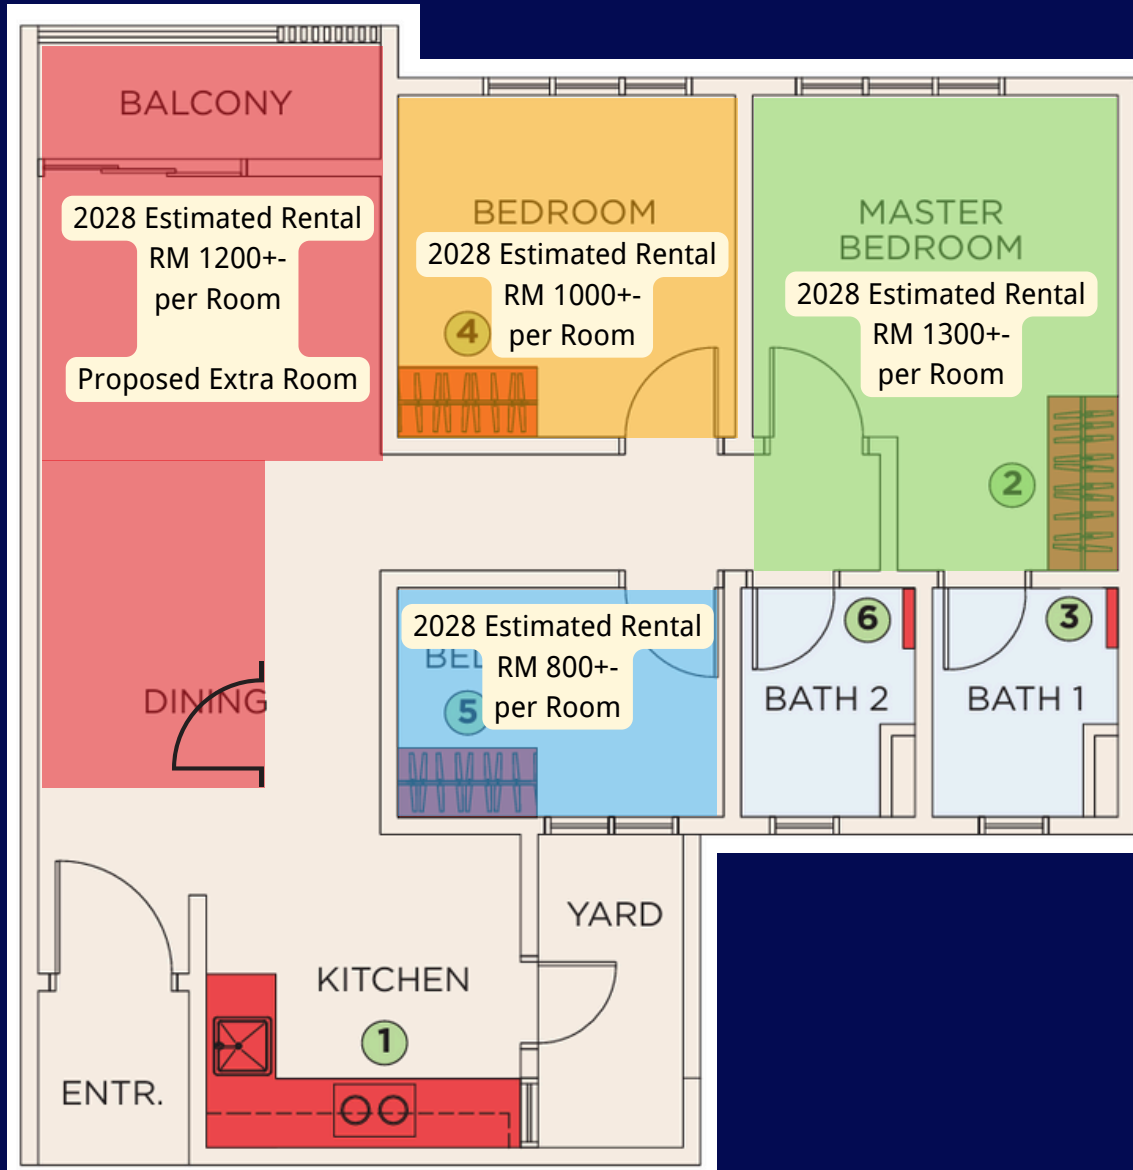 BALCONY
2028 Estimated Rental
RM 1200+-
per Room
Proposed Extra Room
BEDROOM
2028 Estimated Rental
RM 1000+-
per Room
4
MASTER
BEDROOM
2028 Estimated Rental
RM 1300+-
per Room
2
DINING
2028 Estimated Rental
RM 800+-
per Room
5
6
BATH 2
3
BATH 1
YARD
KITCHEN
1
ENTR.